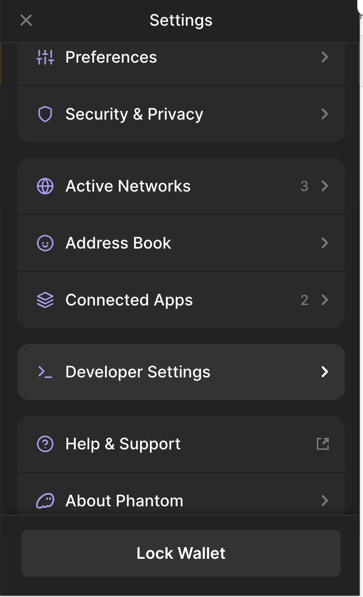 Settings
Preferences
Security & Privacy
Active Networks 3
Address Book
Connected Apps 2
Developer Settings
Help & Support
About Phantom
Lock Wallet